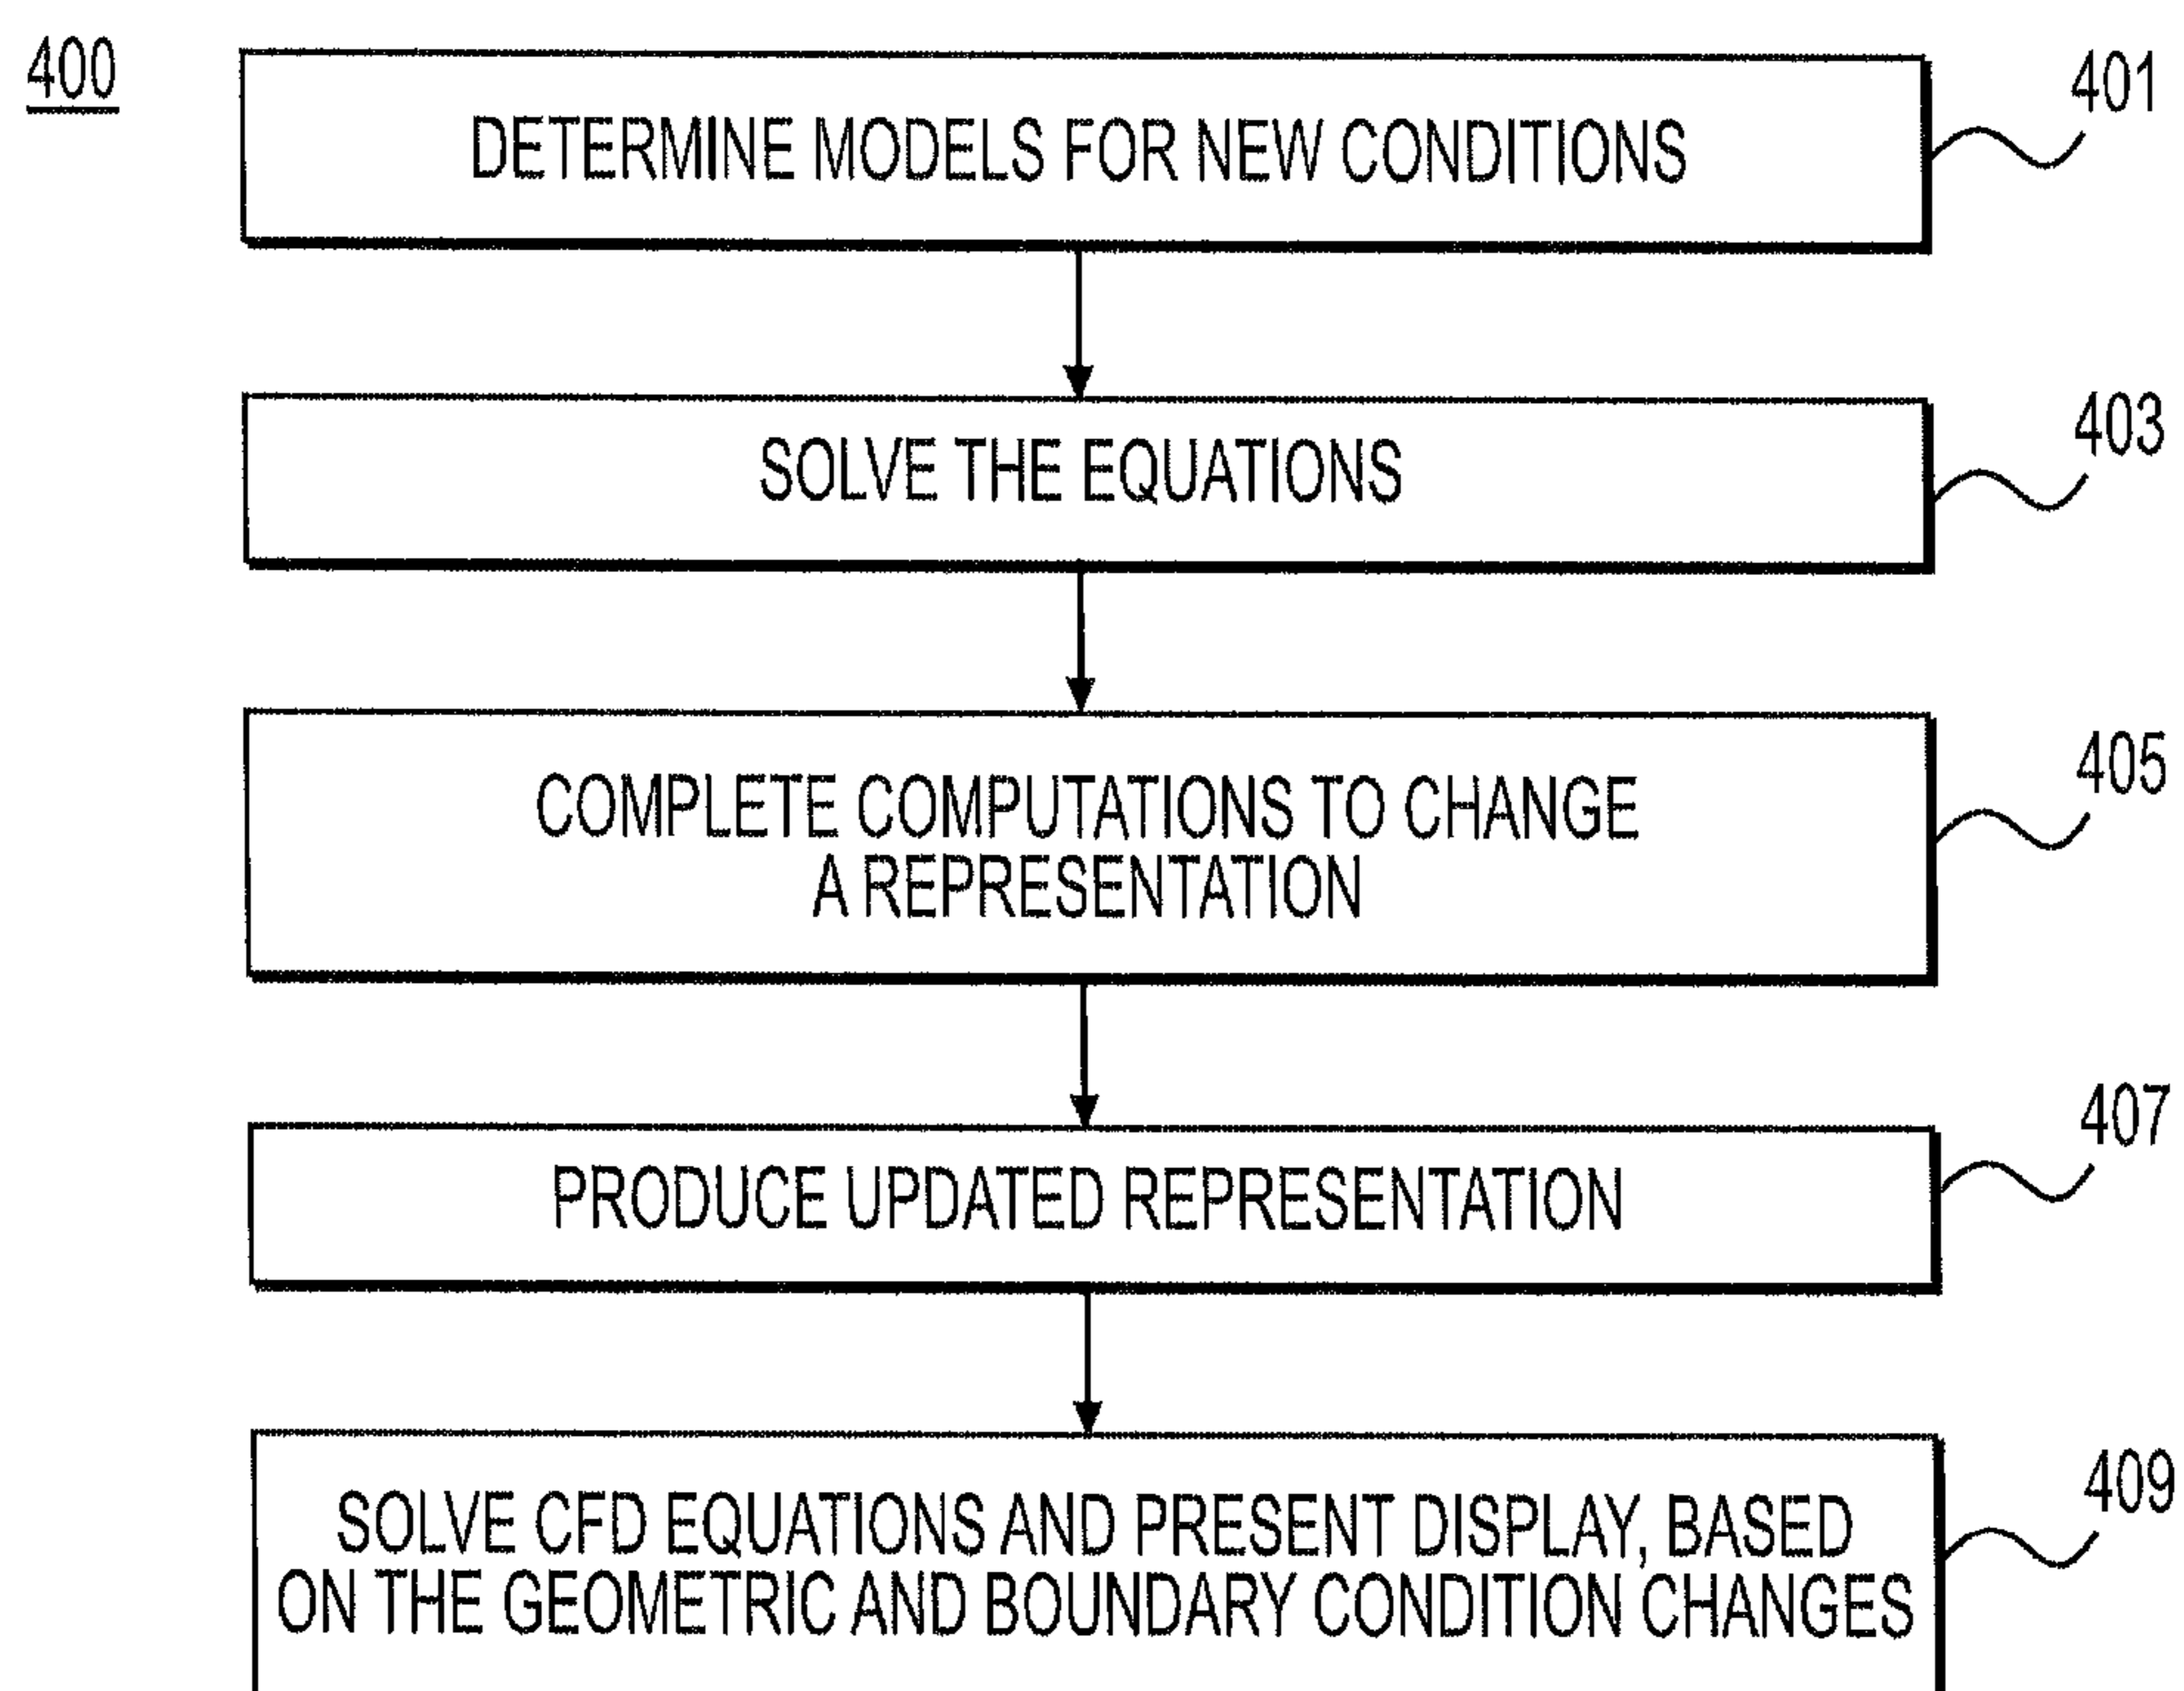 400
DETERMINE MODELS FOR NEW CONDITIONS
401
SOLVE THE EQUATIONS
403
COMPLETE COMPUTATIONS TO CHANGE
A REPRESENTATION
405
PRODUCE UPDATED REPRESENTATION
407
SOLVE CFD EQUATIONS AND PRESENT DISPLAY, BASED
ON THE GEOMETRIC AND BOUNDARY CONDITION CHANGES
409